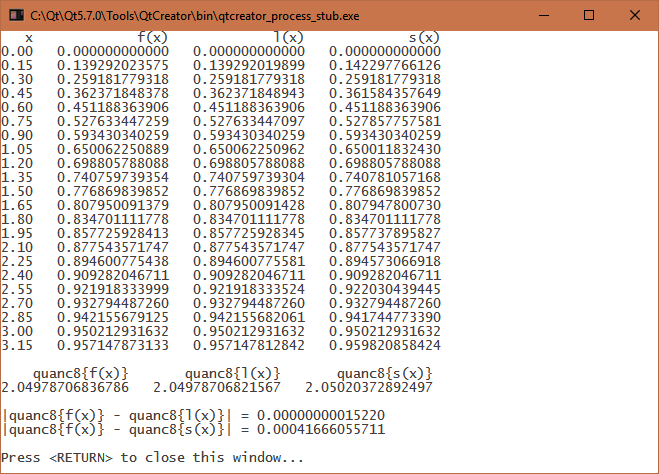 C:\Qt\Qt5.7.0\Tools\QtCreator\bin\qtcreator_process_stub.exe
x f(x) l(x) s(x)
0.00 0.000000000000 0.000000000000 0.000000000000
0.15 0.139292023575 0.139292019899 0.142297766126
0.30 0.259181779318 0.259181779318 0.259181779318
0.45 0.362371848378 0.362371848943 0.361584357649
0.60 0.451188363906 0.451188363906 0.451188363906
0.75 0.527633447259 0.527633447097 0.527857757581
0.90 0.593430340259 0.593430340259 0.593430340259
1.05 0.650062250889 0.650062250962 0.650011832430
1.20 0.698805788088 0.698805788088 0.698805788088
1.35 0.740759739354 0.740759739304 0.740781057168
1.50 0.776869839852 0.776869839852 0.776869839852
1.65 0.807950091379 0.807950091428 0.807947800730
1.80 0.834701111778 0.834701111778 0.834701111778
1.95 0.857725928413 0.857725928345 0.857737895827
2.10 0.877543571747 0.877543571747 0.877543571747
2.25 0.894600775438 0.894600775581 0.894573066918
2.40 0.909282046711 0.909282046711 0.909282046711
2.55 0.921918333999 0.921918333524 0.922030439445
2.70 0.932794487260 0.932794487260 0.932794487260
2.85 0.942155679125 0.942155682061 0.941744773390
3.00 0.950212931632 0.950212931632 0.950212931632
3.15 0.957147873133 0.957147812842 0.959820858424
quanc8{f(x)} quanc8{l(x)} quanc8{s(x)}
2.04978706836786 2.04978706821567 2.05020372892497
|quanc8{f(x)} - quanc8{l(x)}| = 0.00000000015220
|quanc8{f(x)} - quanc8{s(x)}| = 0.00041666055711
Press <RETURN> to close this window...